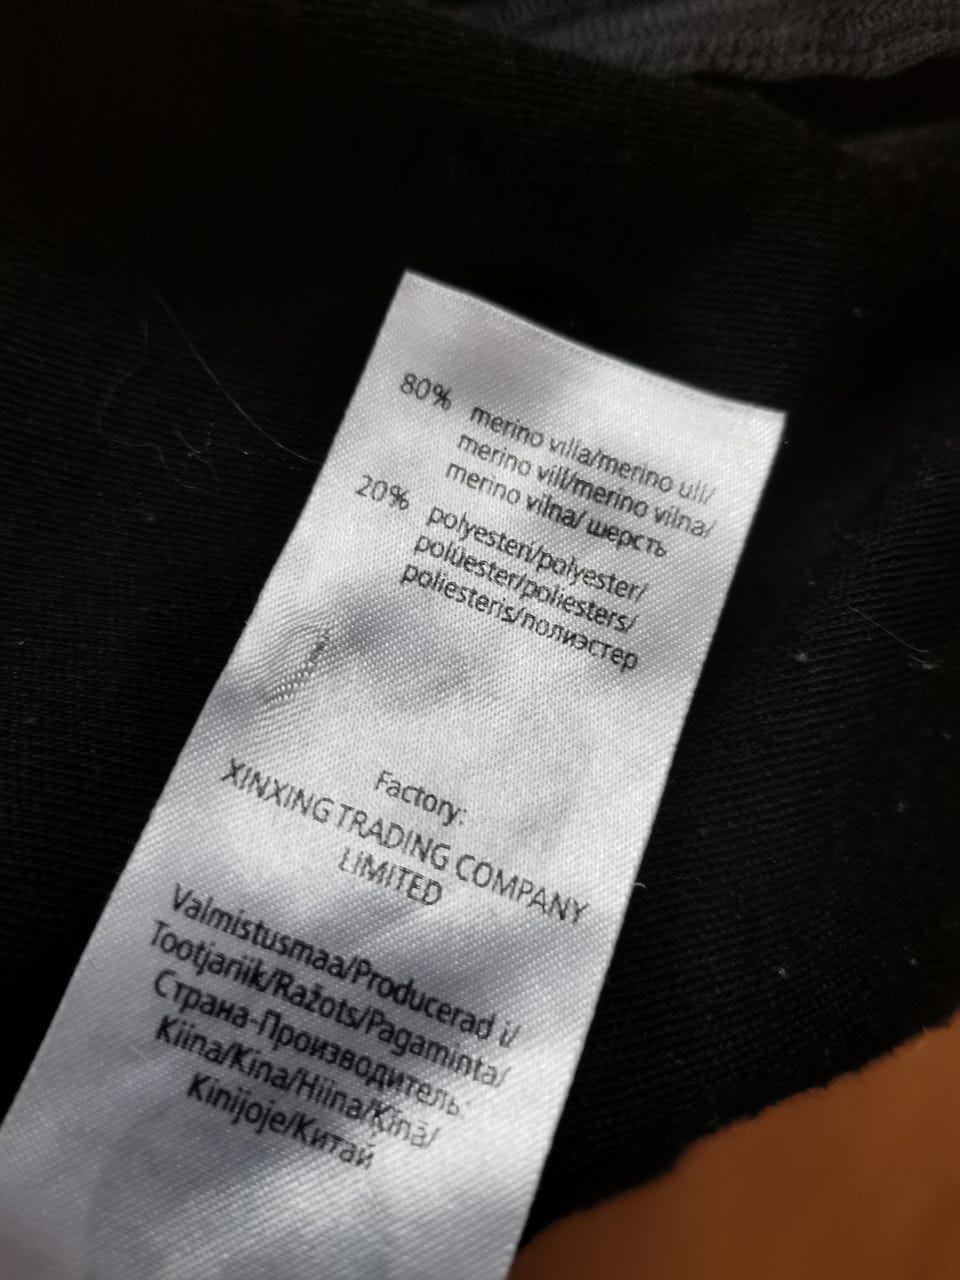 80% merino villa/merino ull/
merino vill/merino vilna/
merino vilna/ шерсть
20% polyesteri/polyester/
polüester/poliesters/
poliesteris/полиэстер
Factory:
XINXING TRADING COMPANY
LIMITED
Valmistusmaa/Producerad i/
Tootjariik/Ražots/Pagaminta/
Страна-Производитель:
Kiina/Kina/Hiina/Ķīnā/
Kinijoje/Китай